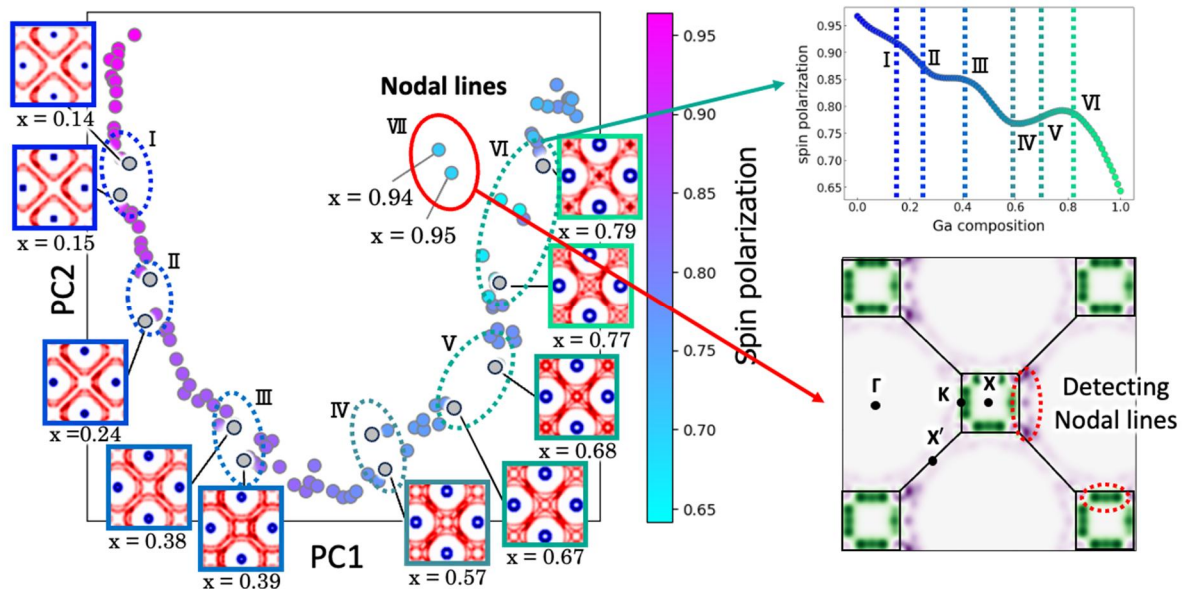 x = 0.14
I
x = 0.15
II
PC2
x =0.24
III
x = 0.38
x = 0.39
PC1
IV
x = 0.57
V
x = 0.67
x = 0.68
x = 0.77
x = 0.79
VI
Nodal lines
VII
x = 0.94
x = 0.95
0.95
0.90
0.85
0.80
0.75
0.70
0.65
Spin polarization
spin polarization
0.95
0.90
0.85
0.80
0.75
0.70
0.65
I
II
III
IV
V
VI
0.0
0.2
0.4
0.6
0.8
1.0
Ga composition
Γ
K
X
X′
Detecting
Nodal lines